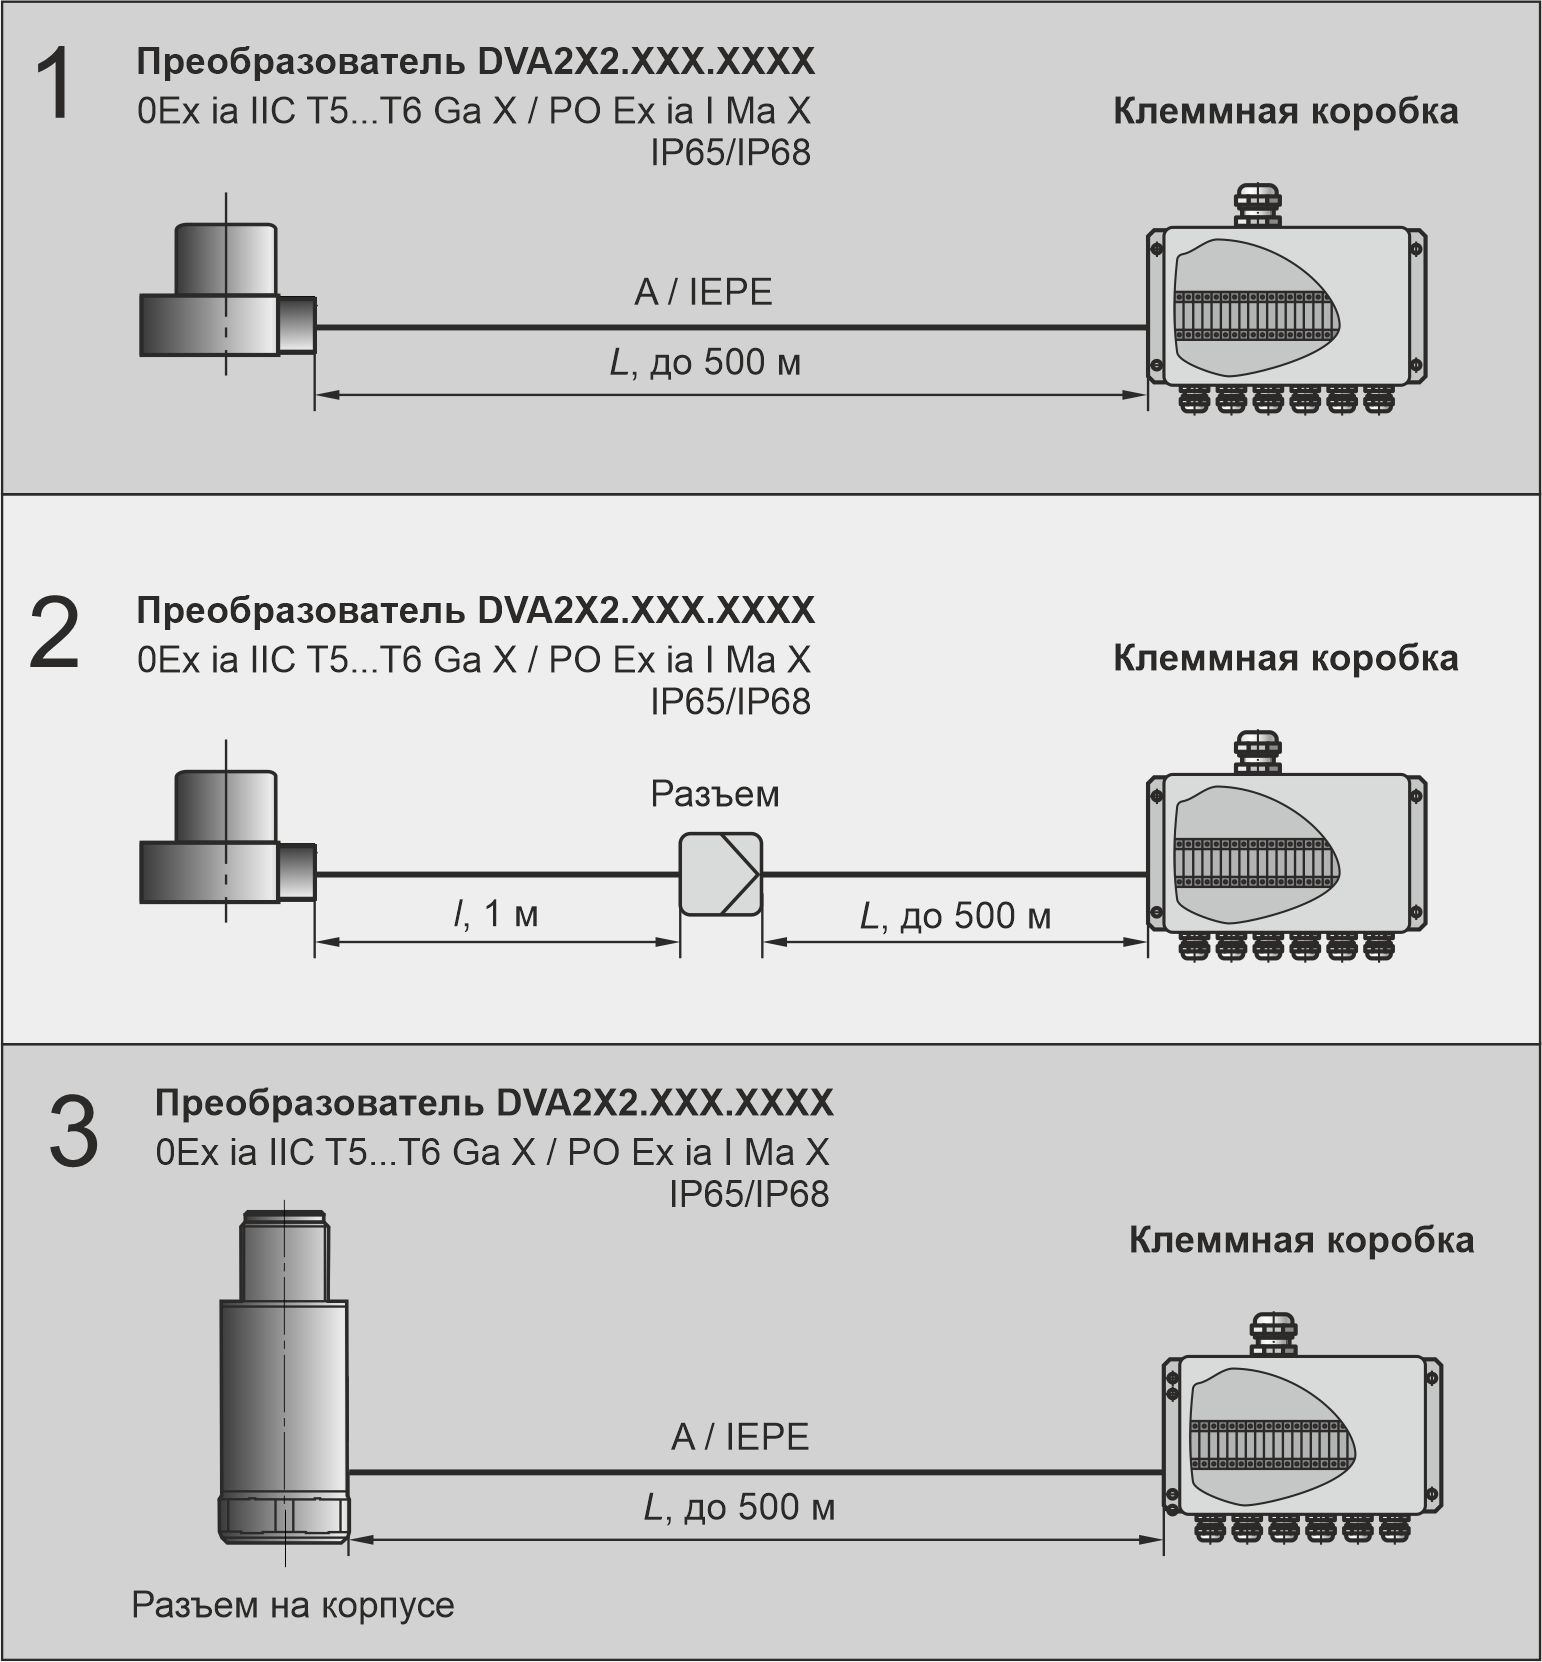 1
Преобразователь DVA2X2.XXX.XXXX
0Ex ia IIC T5...T6 Ga X / PO Ex ia I Ma X
IP65/IP68
Клеммная коробка
A / IEPE
L, до 500 м
2
Преобразователь DVA2X2.XXX.XXXX
0Ex ia IIC T5...T6 Ga X / PO Ex ia I Ma X
IP65/IP68
Клеммная коробка
Разъем
l, 1 м
L, до 500 м
3
Преобразователь DVA2X2.XXX.XXXX
0Ex ia IIC T5...T6 Ga X / PO Ex ia I Ma X
IP65/IP68
Клеммная коробка
A / IEPE
L, до 500 м
Разъем на корпусе